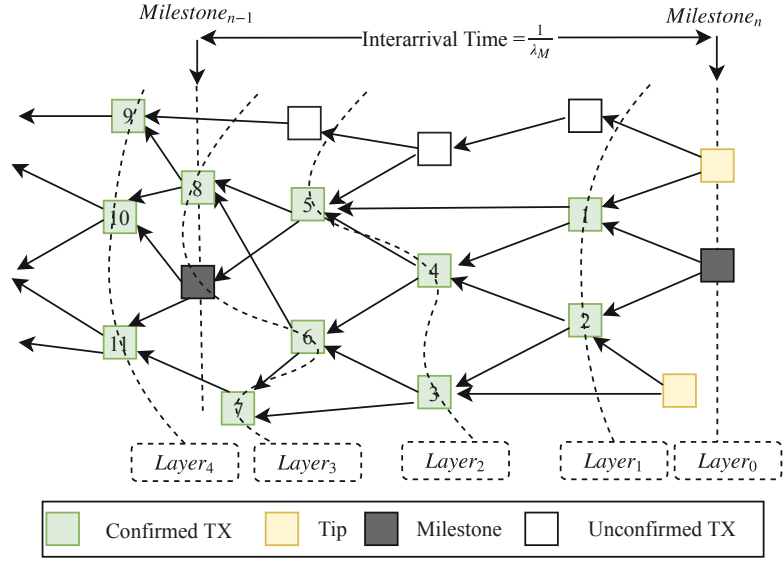 Milestone_{n−1}
Milestone_n
Interarrival Time = \frac{1}{λ_M}
9
8
10
5
1
4
2
6
11
3
7
Layer_4
Layer_3
Layer_2
Layer_1
Layer_0
Confirmed TX
Tip
Milestone
Unconfirmed TX